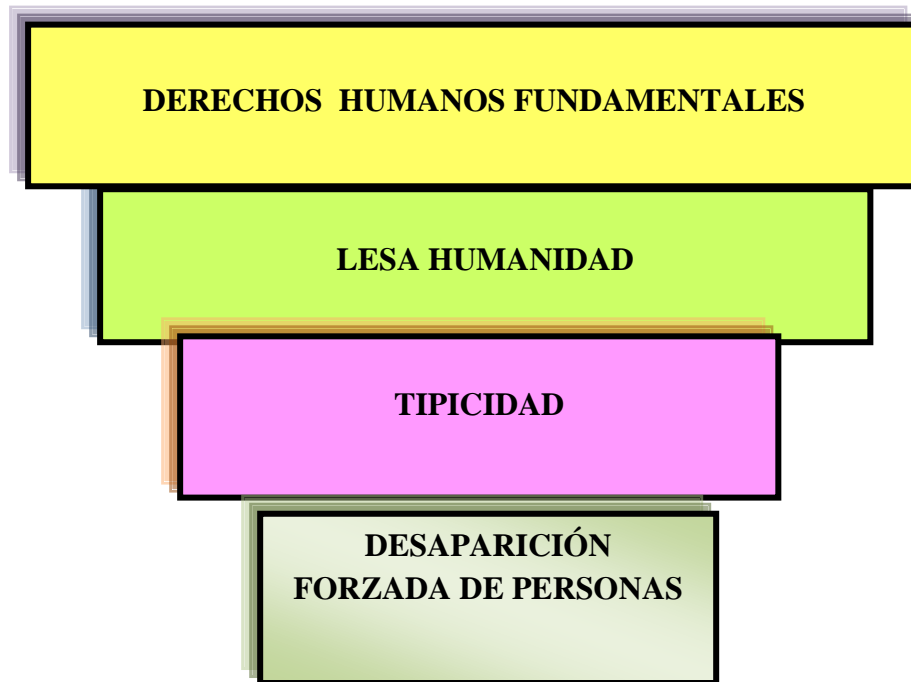 DERECHOS HUMANOS FUNDAMENTALES
LESA HUMANIDAD
TIPICIDAD
DESAPARICIÓN
FORZADA DE PERSONAS